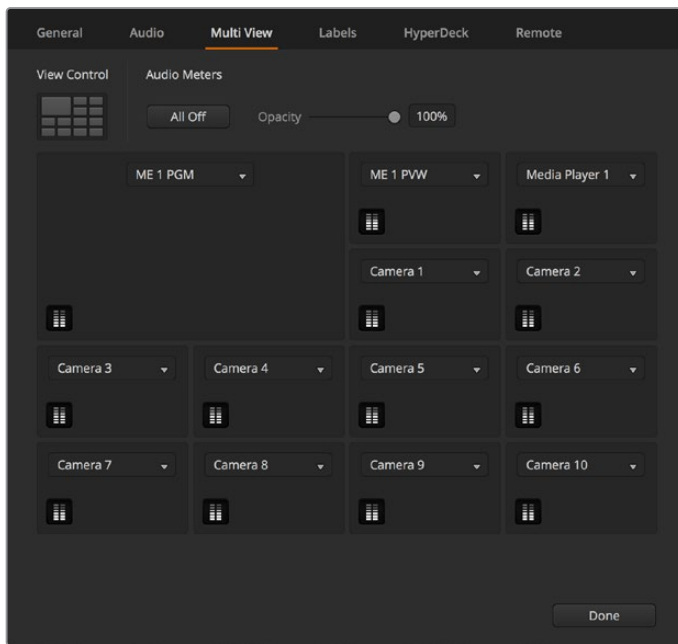 General Audio Multi View Labels HyperDeck Remote
View Control Audio Meters
All Off Opacity 100%
ME 1 PGM ME 1 PVW Media Player 1
Camera 1 Camera 2
Camera 3 Camera 4 Camera 5 Camera 6
Camera 7 Camera 8 Camera 9 Camera 10
Done